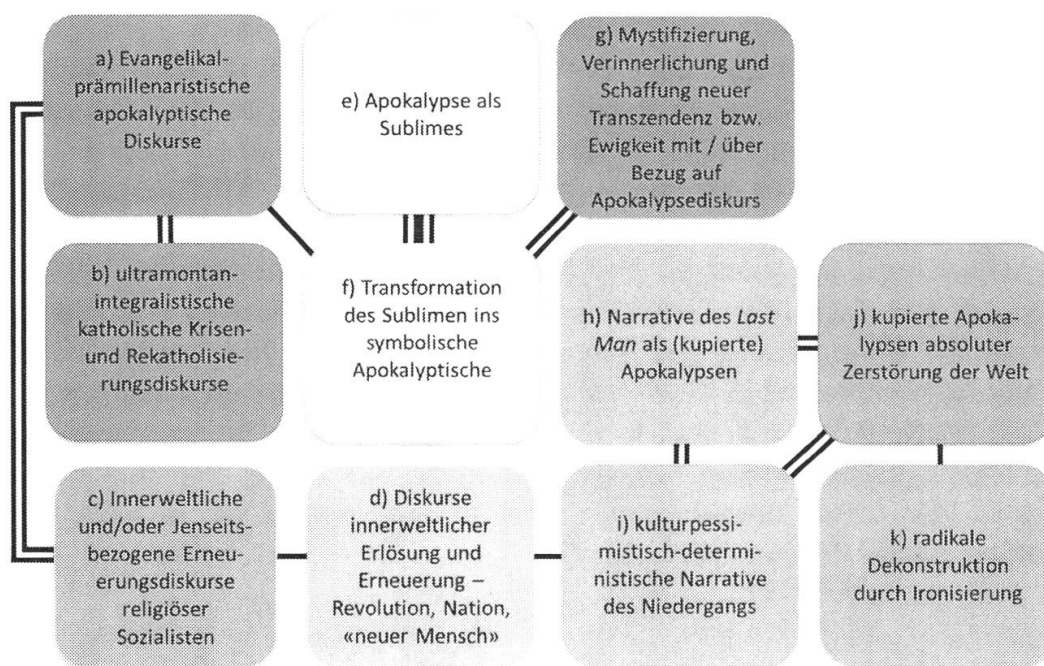 a) Evangelikal-
prämillenaristische
apokalyptische
Diskurse
e) Apokalypse als
Sublimes
g) Mystifizierung,
Verinnerlichung und
Schaffung neuer
Transzendenz bzw.
Ewigkeit mit / über
Bezug auf
Apokalypsediskurs
b) ultramontan-
integralistische
katholische Krisen-
und Rekatholisie-
rungsdiskurse
f) Transformation
des Sublimen ins
symbolische
Apokalyptische
h) Narrative des Last
Man als (kupierte)
Apokalypsen
j) kupierte Apoka-
lypsen absoluter
Zerstörung der Welt
c) Innerweltliche
und/oder Jenseits-
bezogene Erneu-
erungsdiskurse
religiöser
Sozialisten
d) Diskurse
innerweltlicher
Erlösung und
Erneuerung –
Revolution, Nation,
«neuer Mensch»
i) kulturpessi-
mistisch-determi-
nistische Narrative
des Niedergangs
k) radikale
Dekonstruktion
durch Ironisierung